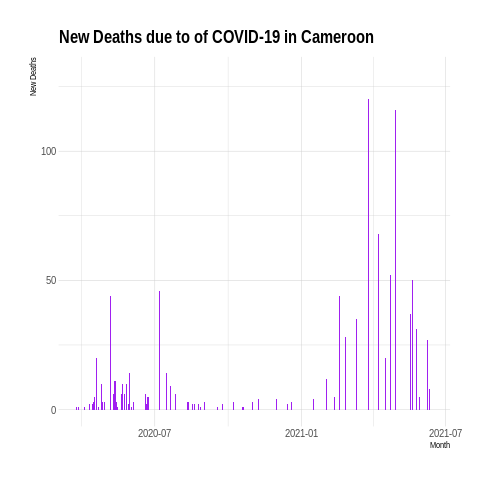 New Deaths due to of COVID-19 in Cameroon
New Deaths
100
50
0
2020-07
2021-01
2021-07
Month